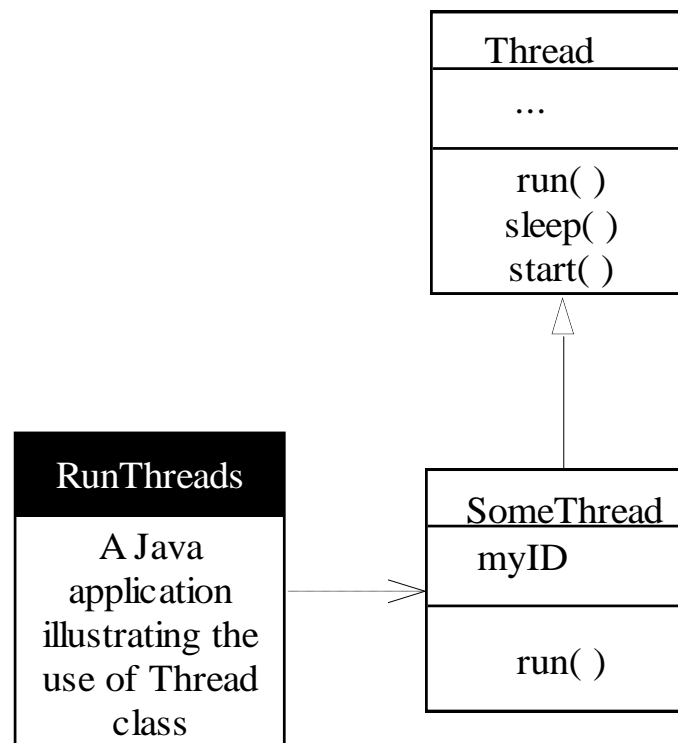 Thread
...
run( )
sleep( )
start( )
RunThreads
A Java
application
illustrating the
use of Thread
class
SomeThread
myID
run( )